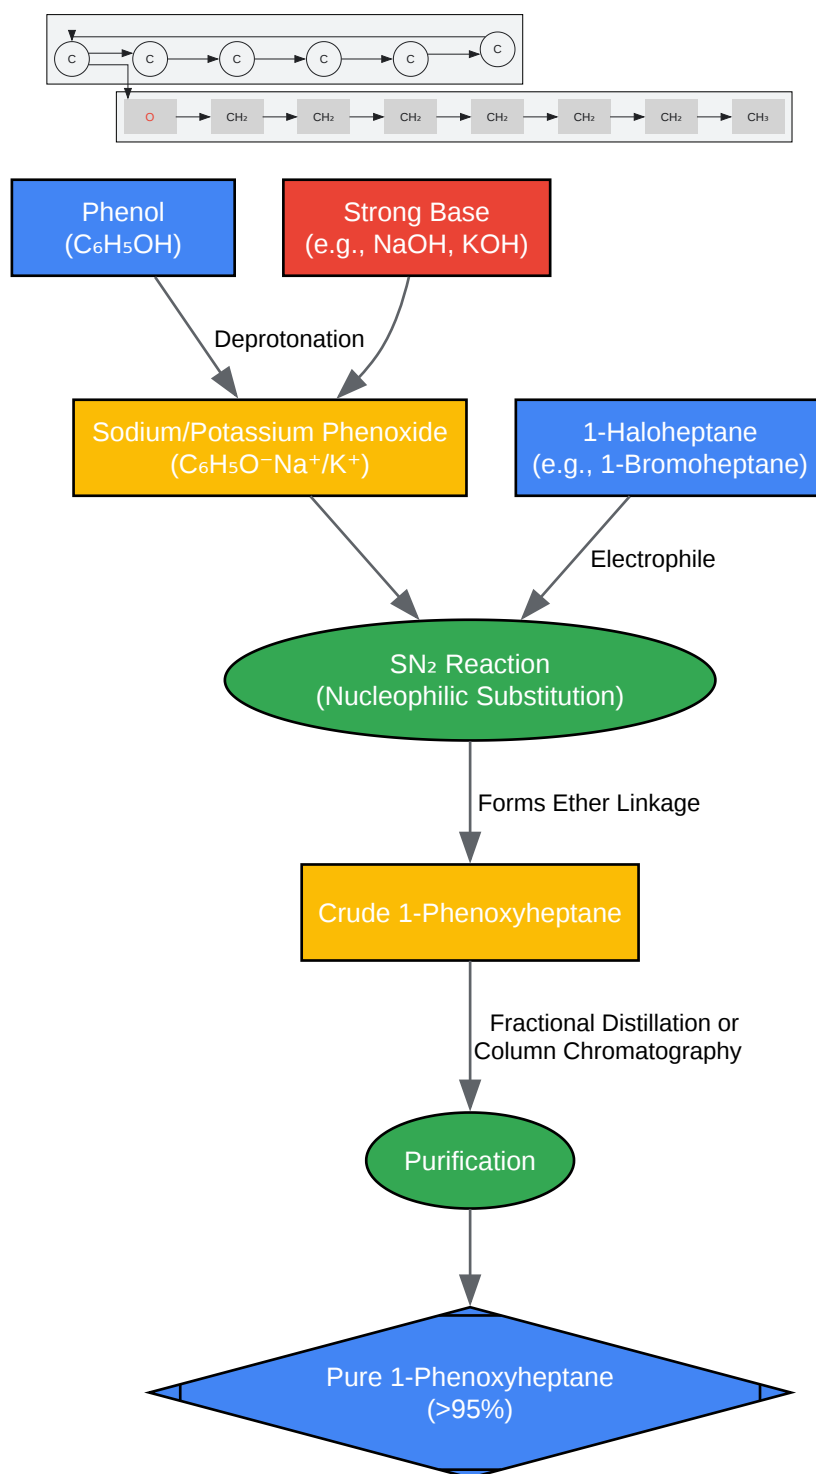 C
C
C
C
C
C
O
CH₂
CH₂
CH₂
CH₂
CH₂
CH₂
CH₃
Phenol
(C₆H₅OH)
Strong Base
(e.g., NaOH, KOH)
Deprotonation
Sodium/Potassium Phenoxide
(C₆H₅O⁻Na⁺/K⁺)
1-Haloheptane
(e.g., 1-Bromoheptane)
Electrophile
SN₂ Reaction
(Nucleophilic Substitution)
Forms Ether Linkage
Crude 1-Phenoxyheptane
Fractional Distillation or
Column Chromatography
Purification
Pure 1-Phenoxyheptane
(>95%)